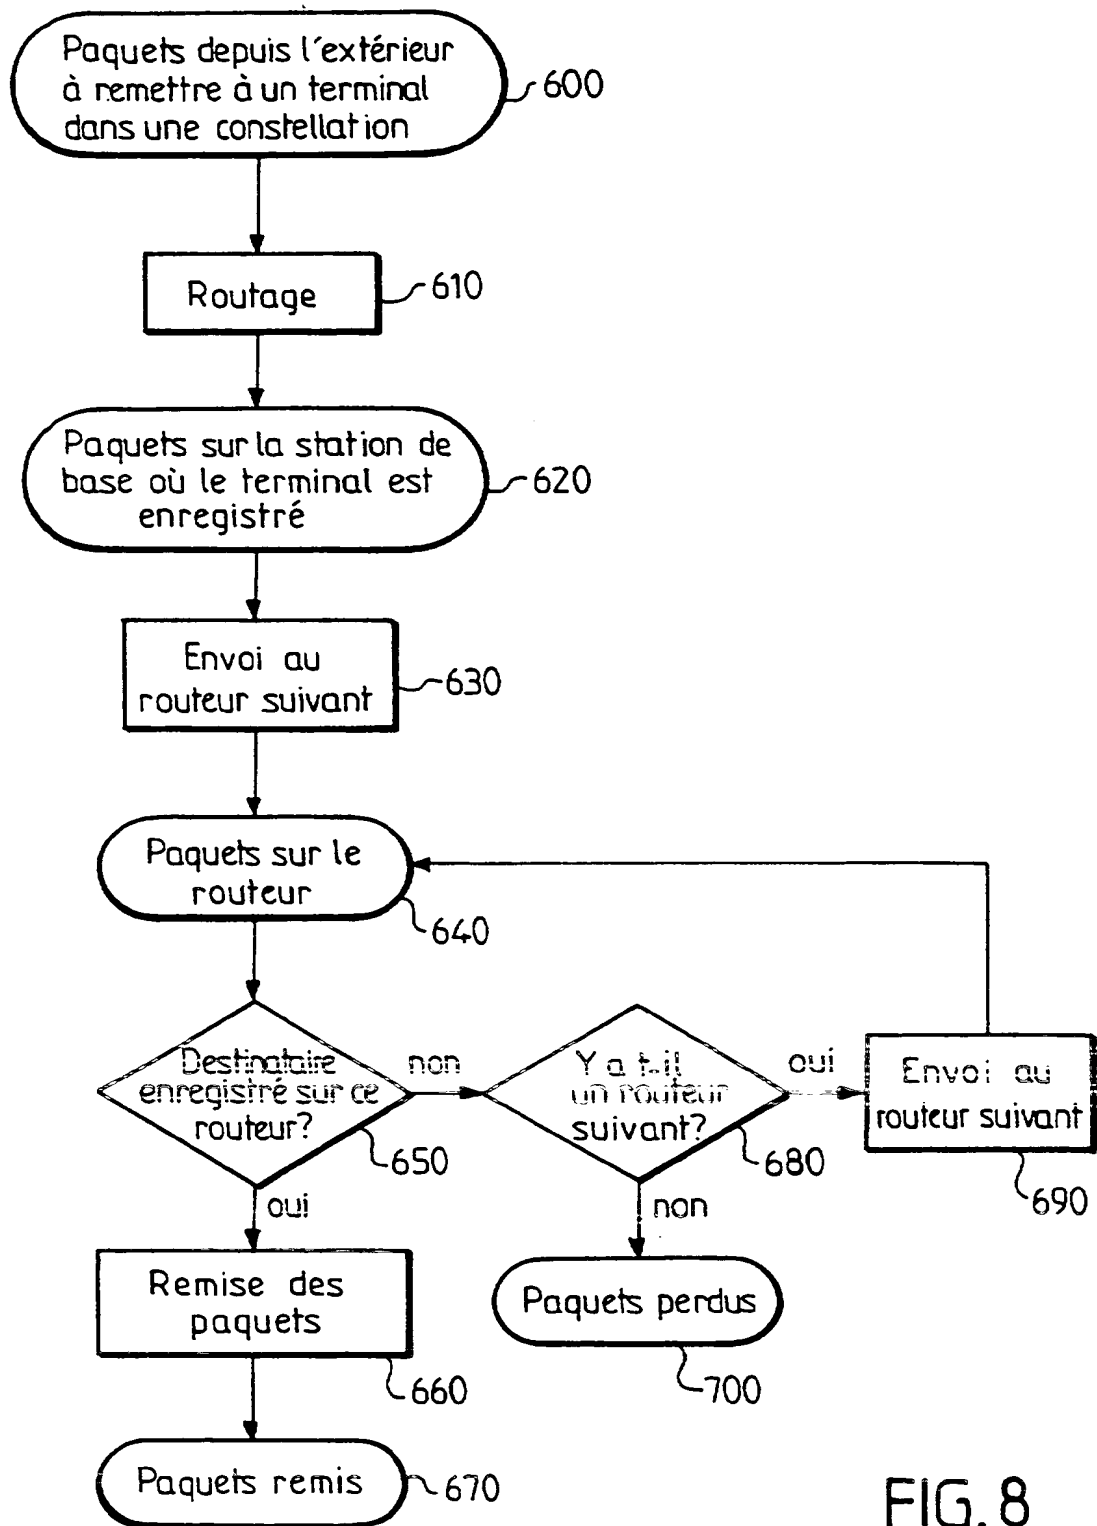 Paquets depuis l'extérieur
à remettre à un terminal
dans une constellation
600
Routage
610
Paquets sur la station de
base où le terminal est
enregistré
620
Envoi au
routeur suivant
630
Paquets sur le
routeur
640
Destinataire
enregistré sur ce
routeur?
650
non
Y a t-il
un routeur
suivant?
680
oui
Envoi au
routeur suivant
690
oui
non
Remise des
paquets
660
Paquets perdus
700
Paquets remis
670
FIG. 8